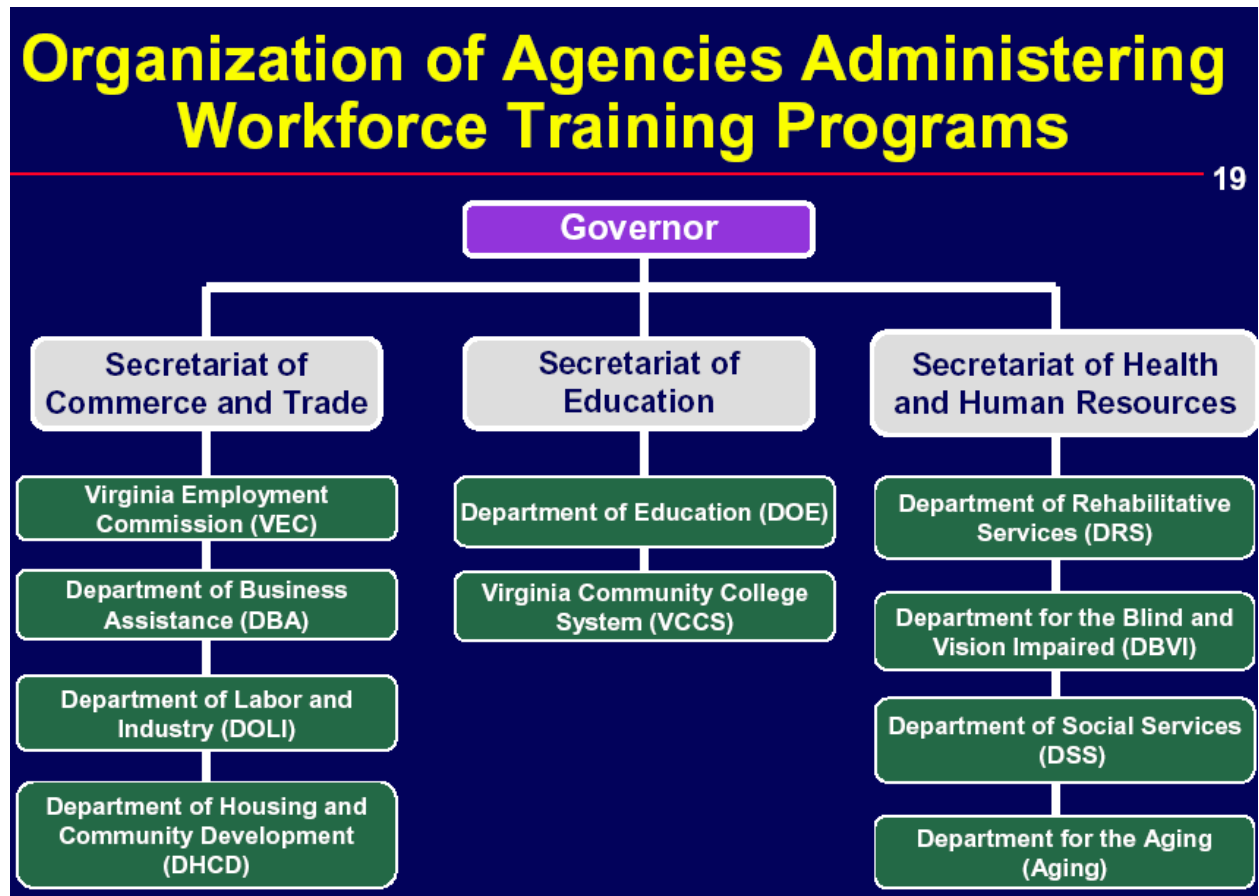 Organization of Agencies Administering
Workforce Training Programs
19
Governor
Secretariat of
Commerce and Trade
Virginia Employment
Commission (VEC)
Department of Business
Assistance (DBA)
Department of Labor and
Industry (DOLI)
Department of Housing and
Community Development
(DHCD)
Secretariat of
Education
Department of Education (DOE)
Virginia Community College
System (VCCS)
Secretariat of Health
and Human Resources
Department of Rehabilitative
Services (DRS)
Department for the Blind and
Vision Impaired (DBVI)
Department of Social Services
(DSS)
Department for the Aging
(Aging)